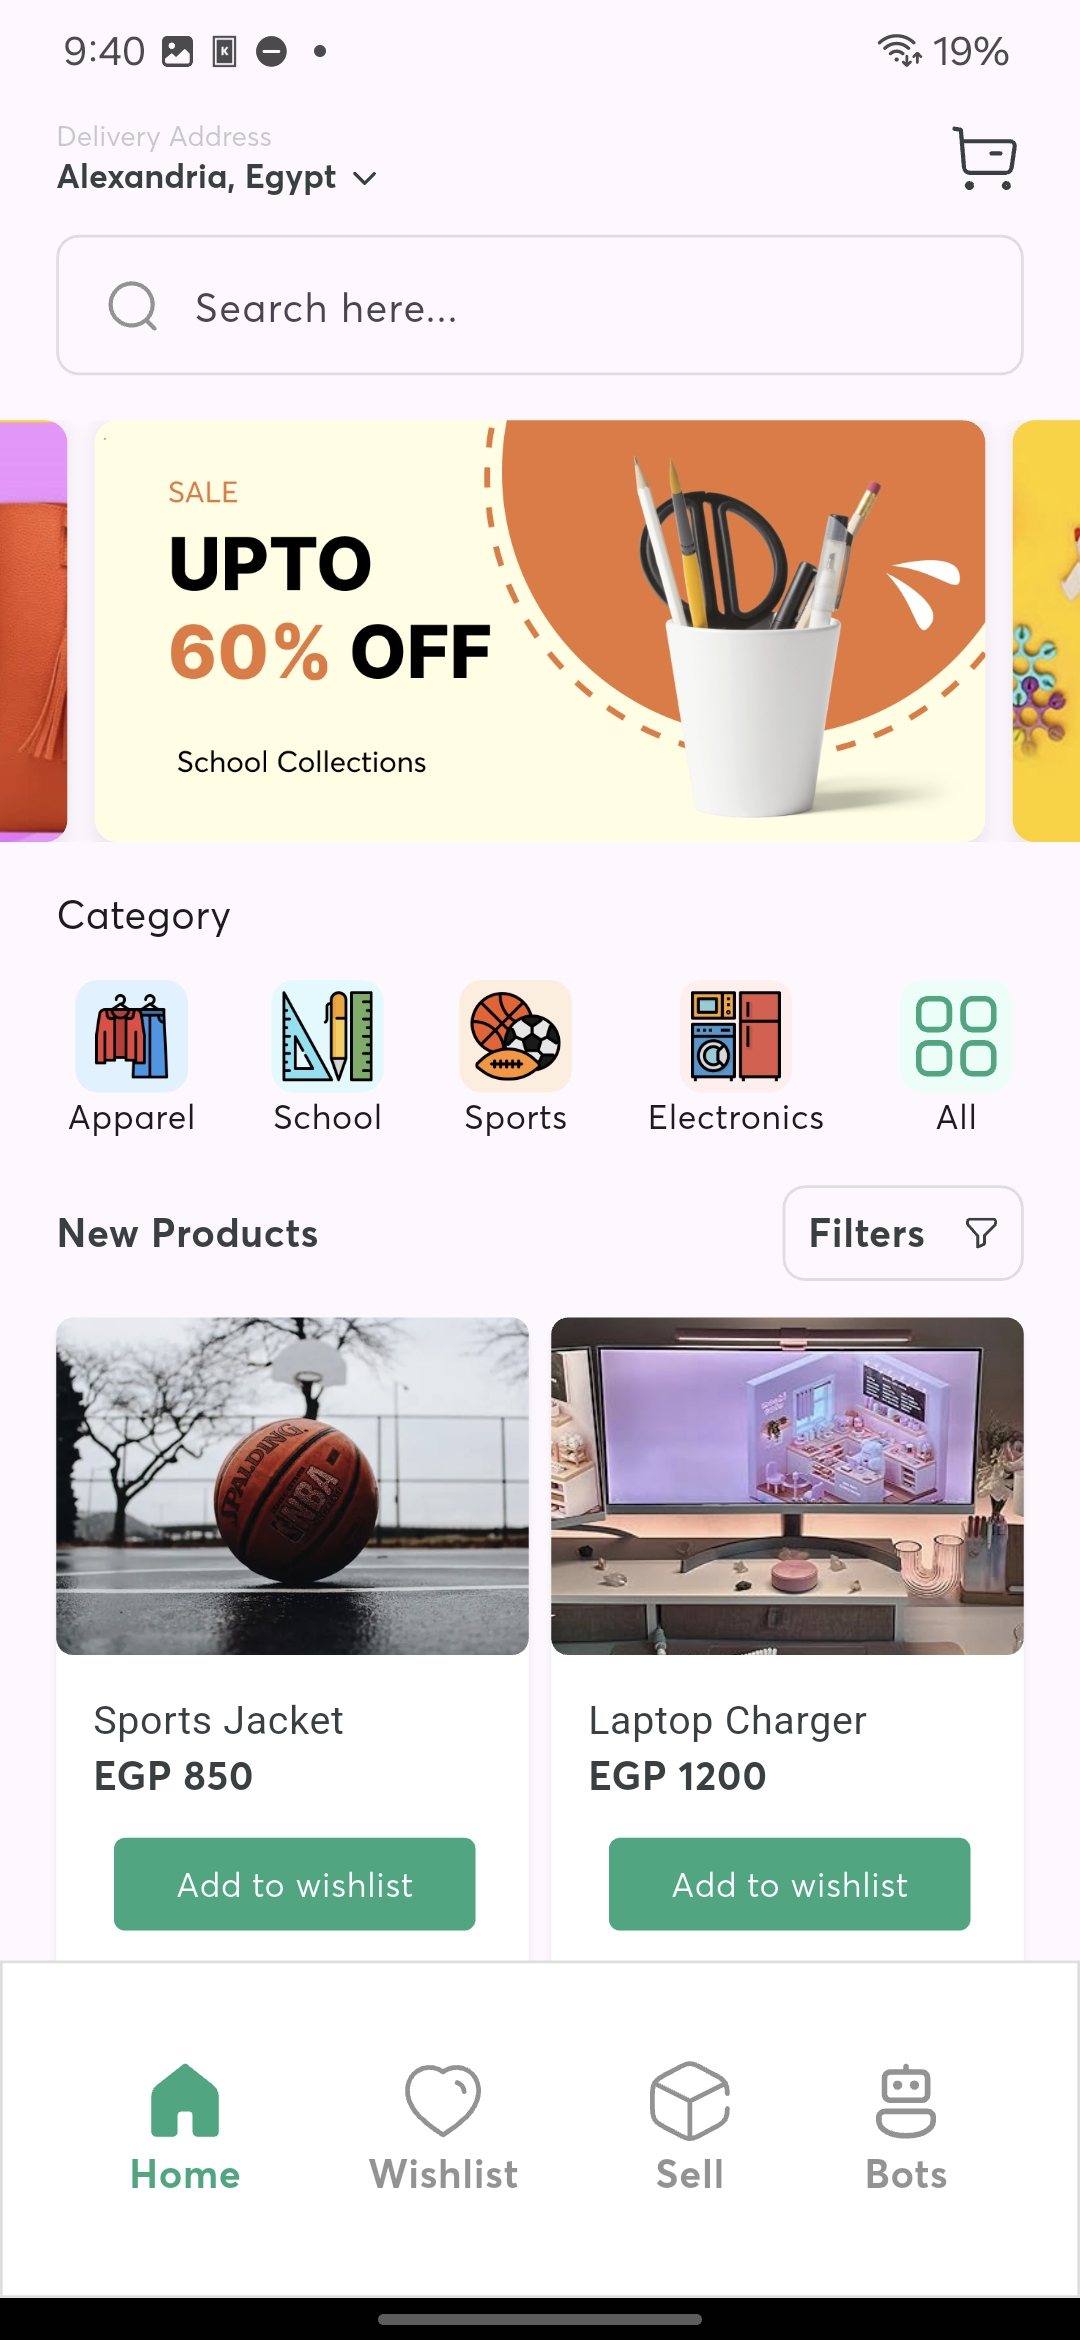 9:40
19%
Delivery Address
Alexandria, Egypt
Search here...
SALE
UPTO
60% OFF
School Collections
Category
Apparel School Sports Electronics All
New Products
Filters
SPALDING
NBA
Sports Jacket
EGP 850
Add to wishlist
Laptop Charger
EGP 1200
Add to wishlist
Home Wishlist Sell Bots